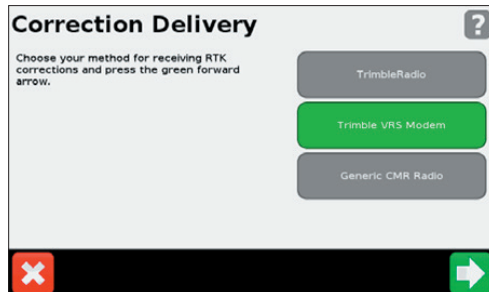 Correction Delivery
?
Choose your method for receiving RTK
corrections and press the green forward
arrow.
TrimbleRadio
Trimble VRS Modem
Generic CMR Radio